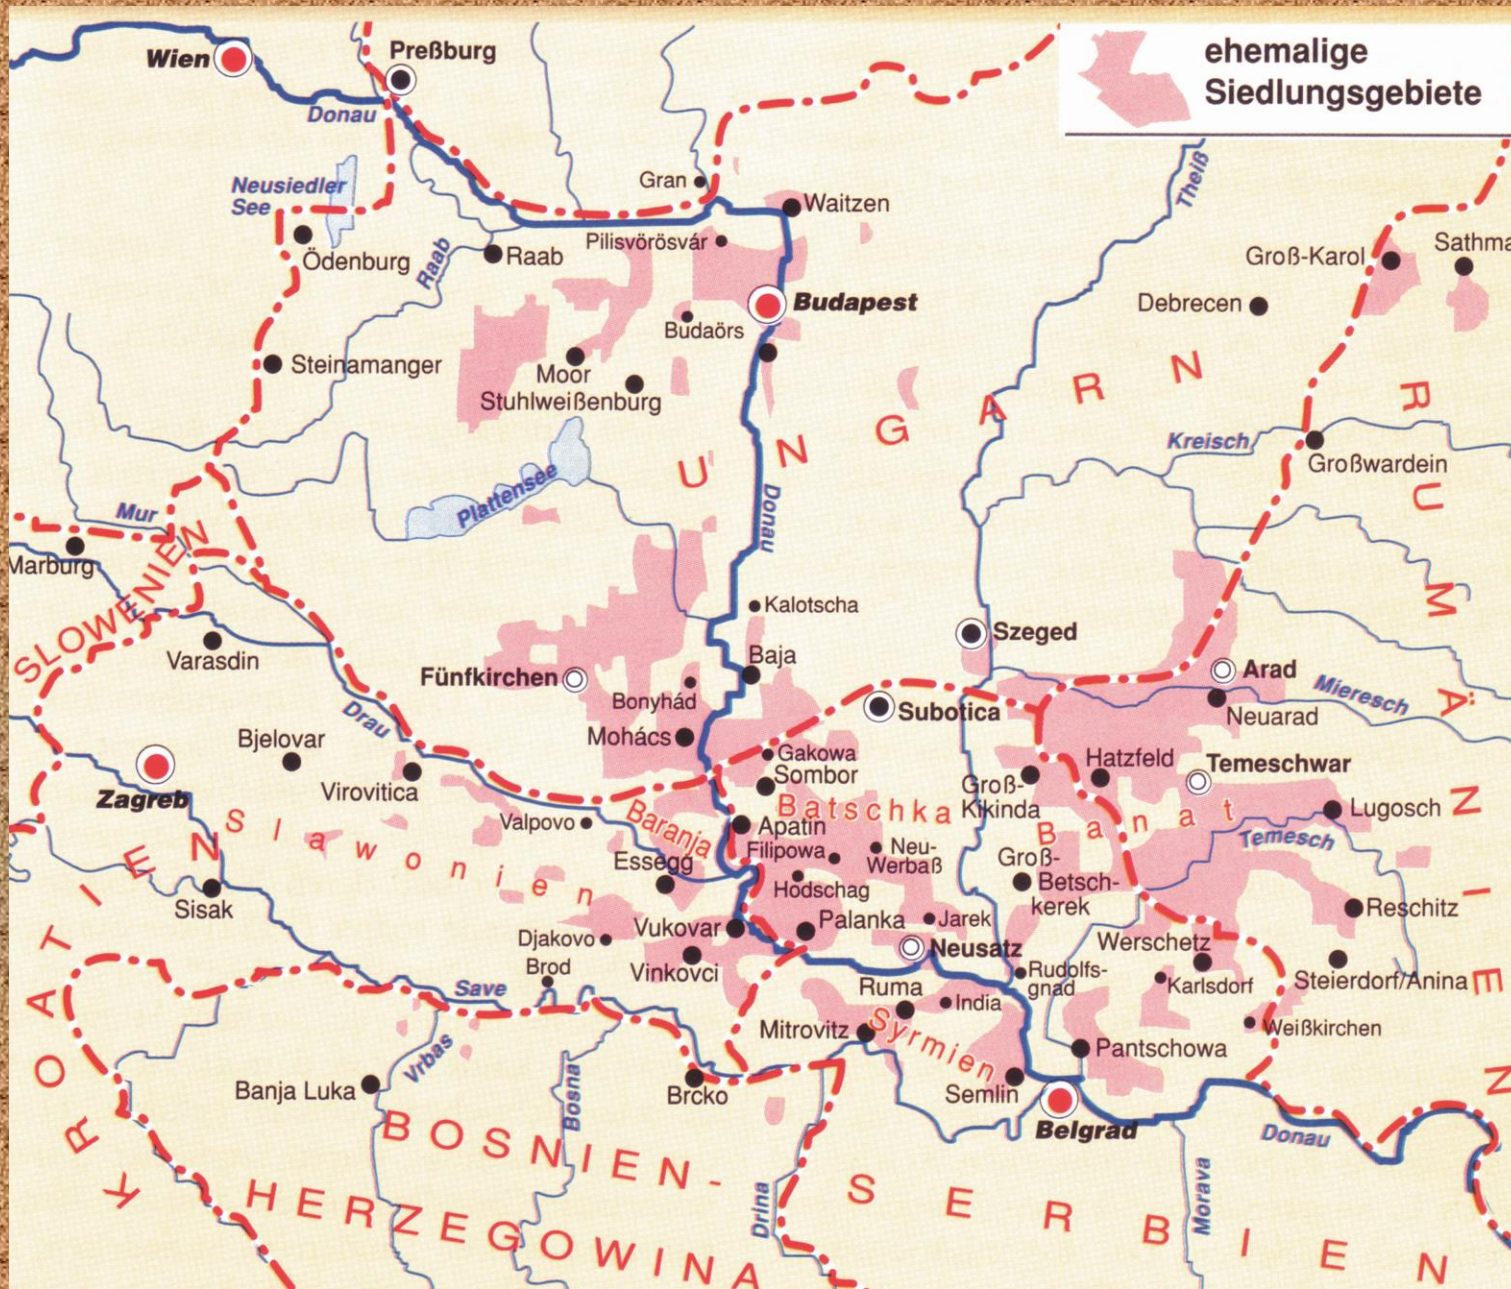 ehemalige
Siedlungsgebiete
Wien
Preßburg
Donau
Neusiedler
See
Gran
Waitzen
Theiß
Pilisvörösvár
Ödenburg
Raab
Raab
Groß-Karol
Sathma
Debrecen
Budapest
Budaörs
Steinamanger
Moor
Stuhlweißenburg
UNGARN
RUMÄNIEN
Kreisch
Großwardein
Plattensee
Donau
Mur
Marburg
SLOWENIEN
Varasdin
Kalotscha
Szeged
Baja
Fünfkirchen
Bonyhád
Mohács
Arad
Mieresch
Neuarad
Subotica
Drau
Bjelovar
Virovitica
Zagreb
Gakowa
Sombor
Batschka
Groß-
Kikinda
Hatzfeld
Temeschwar
Banat
Lugosch
Temesch
Slawonien
Valpovo
Baranja
Apatin
Filipowa
Neu-
Werbaß
Essegg
Hodschag
Groß-
Betsch-
kerek
Sisak
Djakovo
Vukovar
Palanka
Jarek
Reschitz
Brod
Vinkovci
Neusatz
Werschetz
Rudolfs-
gnad
Karlsdorf
Steierdorf/Anina
Save
Ruma
India
Mitrovitz
Syrmien
Weißkirchen
Pantschowa
KROATIEN
Vrbas
Banja Luka
Bosna
Brcko
Semlin
Belgrad
Donau
BOSNIEN-
HERZEGOWINA
Drina
SERBIEN
Morava